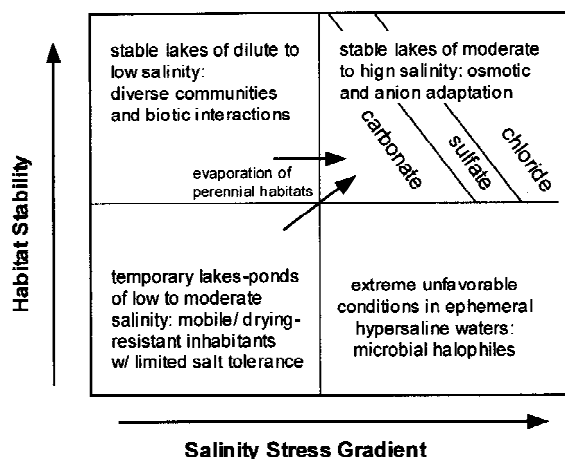 stable lakes of dilute to
low salinity:
diverse communities
and biotic interactions
stable lakes of moderate
to hign salinity: osmotic
and anion adaptation
carbonate
sulfate
chloride
evaporation of
perennial habitats
temporary lakes-ponds
of low to moderate
salinity: mobile/ drying-
resistant inhabitants
w/ limited salt tolerance
extreme unfavorable
conditions in ephemeral
hypersaline waters:
microbial halophiles
Habitat Stability
Salinity Stress Gradient